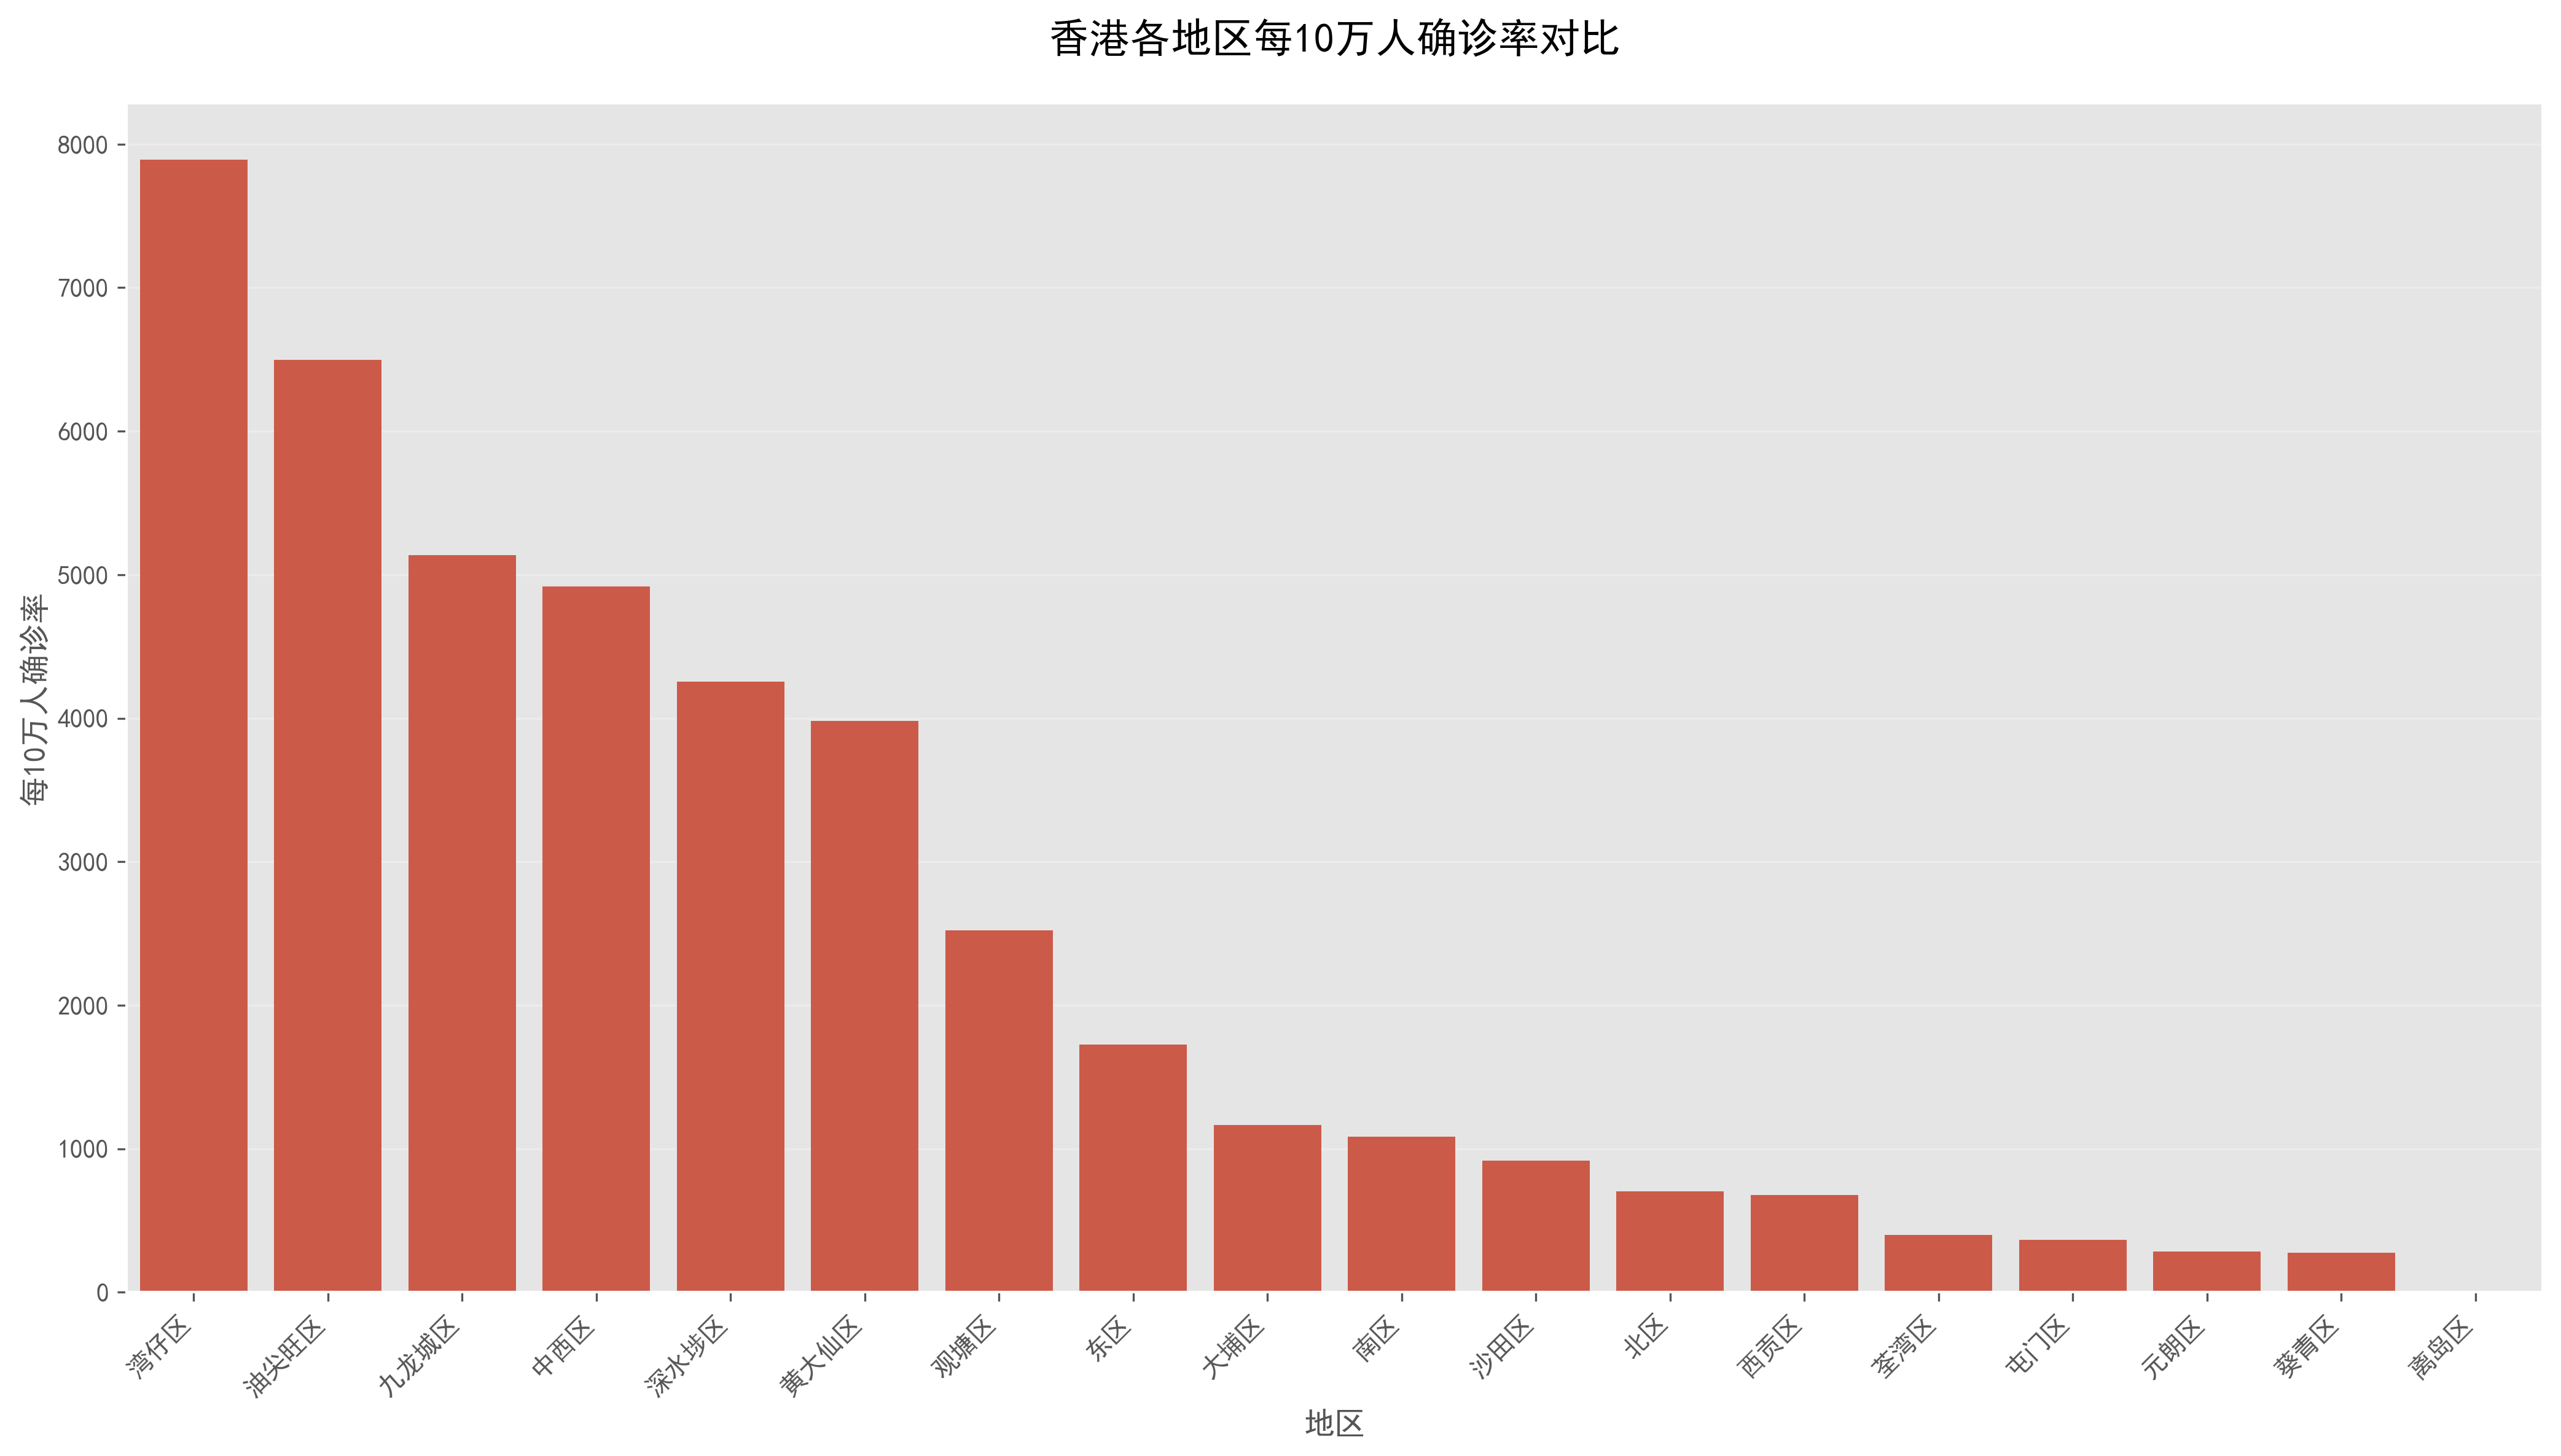 香港各地区每10万人确诊率对比
每10万人确诊率
8000
7000
6000
5000
4000
3000
2000
1000
0
湾仔区
油尖旺区
九龙城区
中西区
深水埗区
黄大仙区
观塘区
东区
大埔区
南区
沙田区
北区
西贡区
荃湾区
屯门区
元朗区
葵青区
离岛区
地区